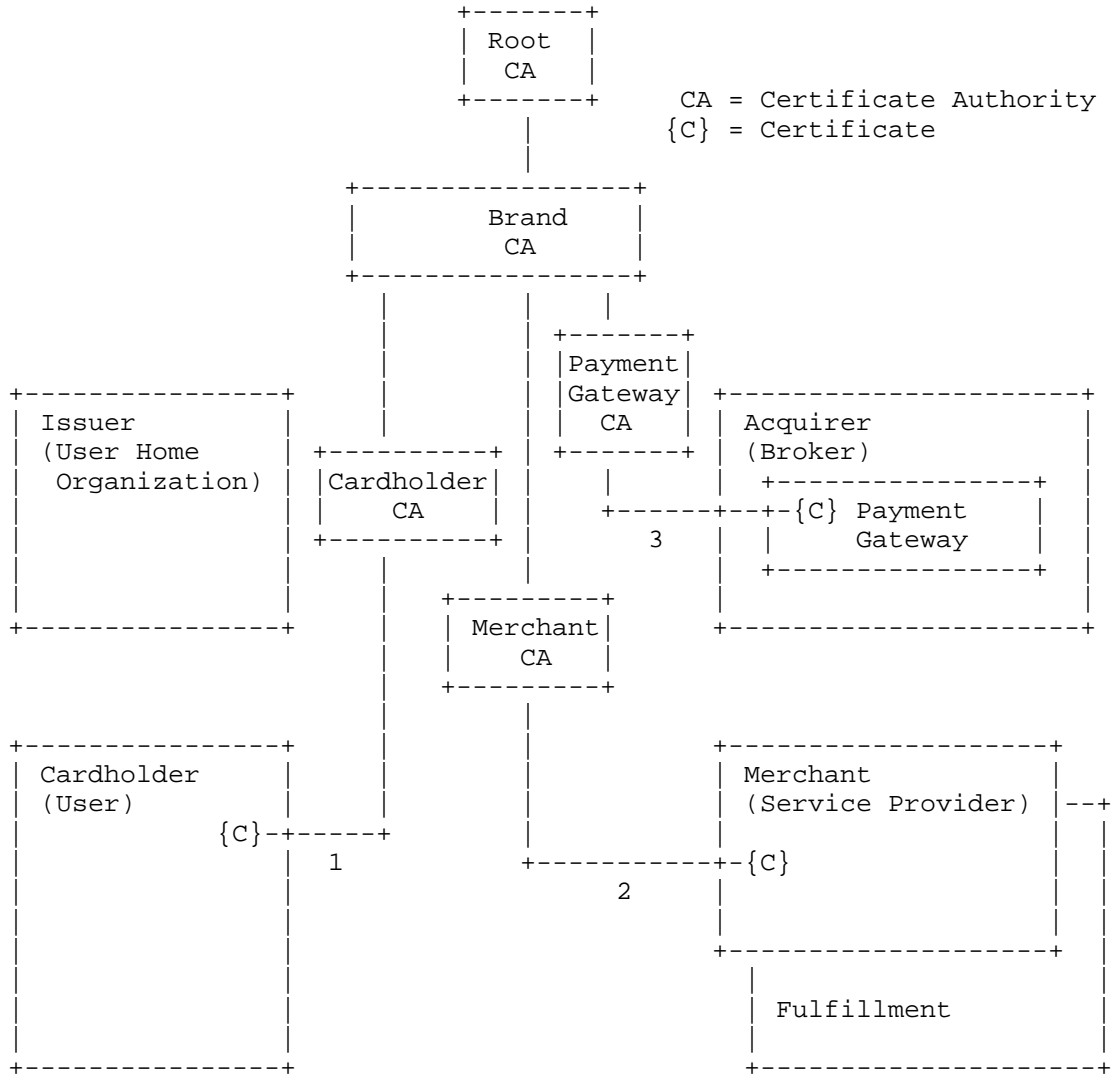 Root
CA
CA = Certificate Authority
{C} = Certificate
Brand
CA
Payment
Gateway
CA
Issuer
(User Home
Organization)
Acquirer
(Broker)
Cardholder
CA
{C} Payment
Gateway
3
Merchant
CA
Cardholder
(User)
{C}
1
Merchant
(Service Provider)
{C}
2
Fulfillment